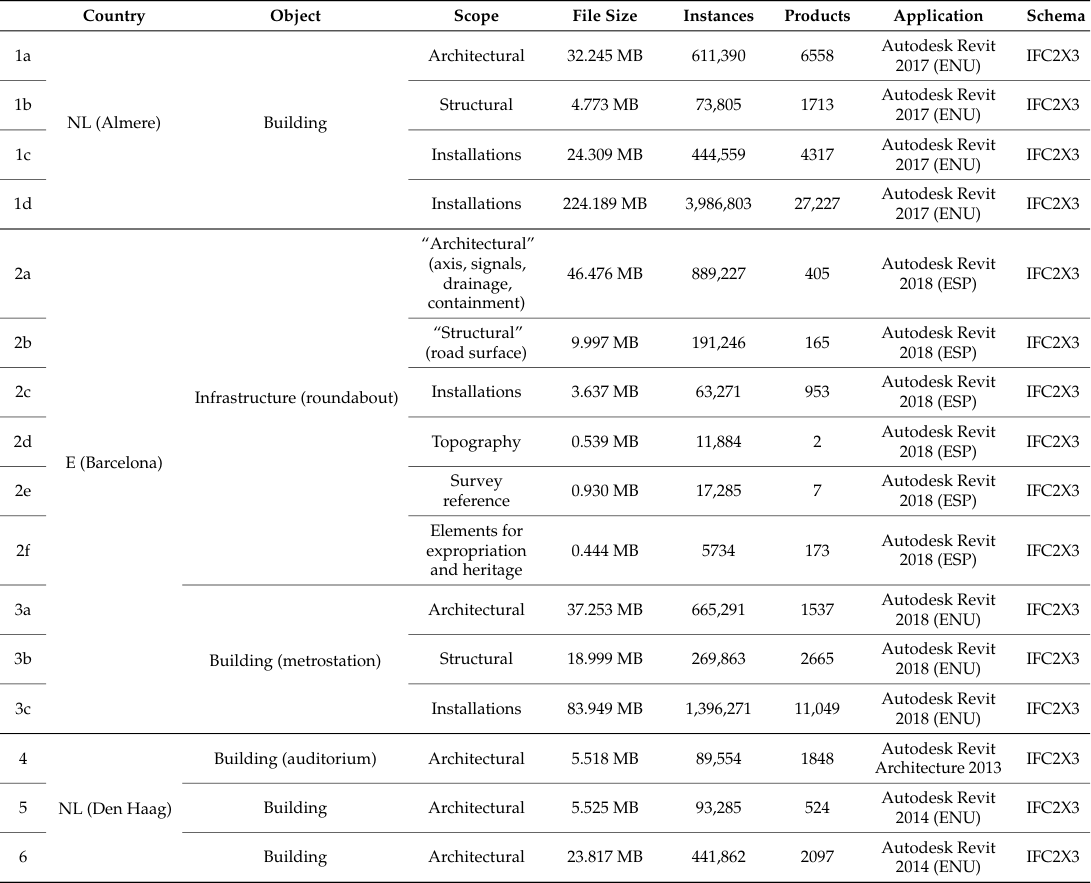 Country Object Scope File Size Instances Products Application Schema
1a NL (Almere) Building Architectural 32.245 MB 611,390 6558 Autodesk Revit 2017 (ENU) IFC2X3
1b Structural 4.773 MB 73,805 1713 Autodesk Revit 2017 (ENU) IFC2X3
1c Installations 24.309 MB 444,559 4317 Autodesk Revit 2017 (ENU) IFC2X3
1d Installations 224.189 MB 3,986,803 27,227 Autodesk Revit 2017 (ENU) IFC2X3
2a E (Barcelona) Infrastructure (roundabout) “Architectural” (axis, signals, drainage, containment) 46.476 MB 889,227 405 Autodesk Revit 2018 (ESP) IFC2X3
2b “Structural” (road surface) 9.997 MB 191,246 165 Autodesk Revit 2018 (ESP) IFC2X3
2c Installations 3.637 MB 63,271 953 Autodesk Revit 2018 (ESP) IFC2X3
2d Topography 0.539 MB 11,884 2 Autodesk Revit 2018 (ESP) IFC2X3
2e Survey reference 0.930 MB 17,285 7 Autodesk Revit 2018 (ESP) IFC2X3
2f Elements for expropriation and heritage 0.444 MB 5734 173 Autodesk Revit 2018 (ESP) IFC2X3
3a Building (metrostation) Architectural 37.253 MB 665,291 1537 Autodesk Revit 2018 (ENU) IFC2X3
3b Structural 18.999 MB 269,863 2665 Autodesk Revit 2018 (ENU) IFC2X3
3c Installations 83.949 MB 1,396,271 11,049 Autodesk Revit 2018 (ENU) IFC2X3
4 NL (Den Haag) Building (auditorium) Architectural 5.518 MB 89,554 1848 Autodesk Revit Architecture 2013 IFC2X3
5 Building Architectural 5.525 MB 93,285 524 Autodesk Revit 2014 (ENU) IFC2X3
6 Building Architectural 23.817 MB 441,862 2097 Autodesk Revit 2014 (ENU) IFC2X3